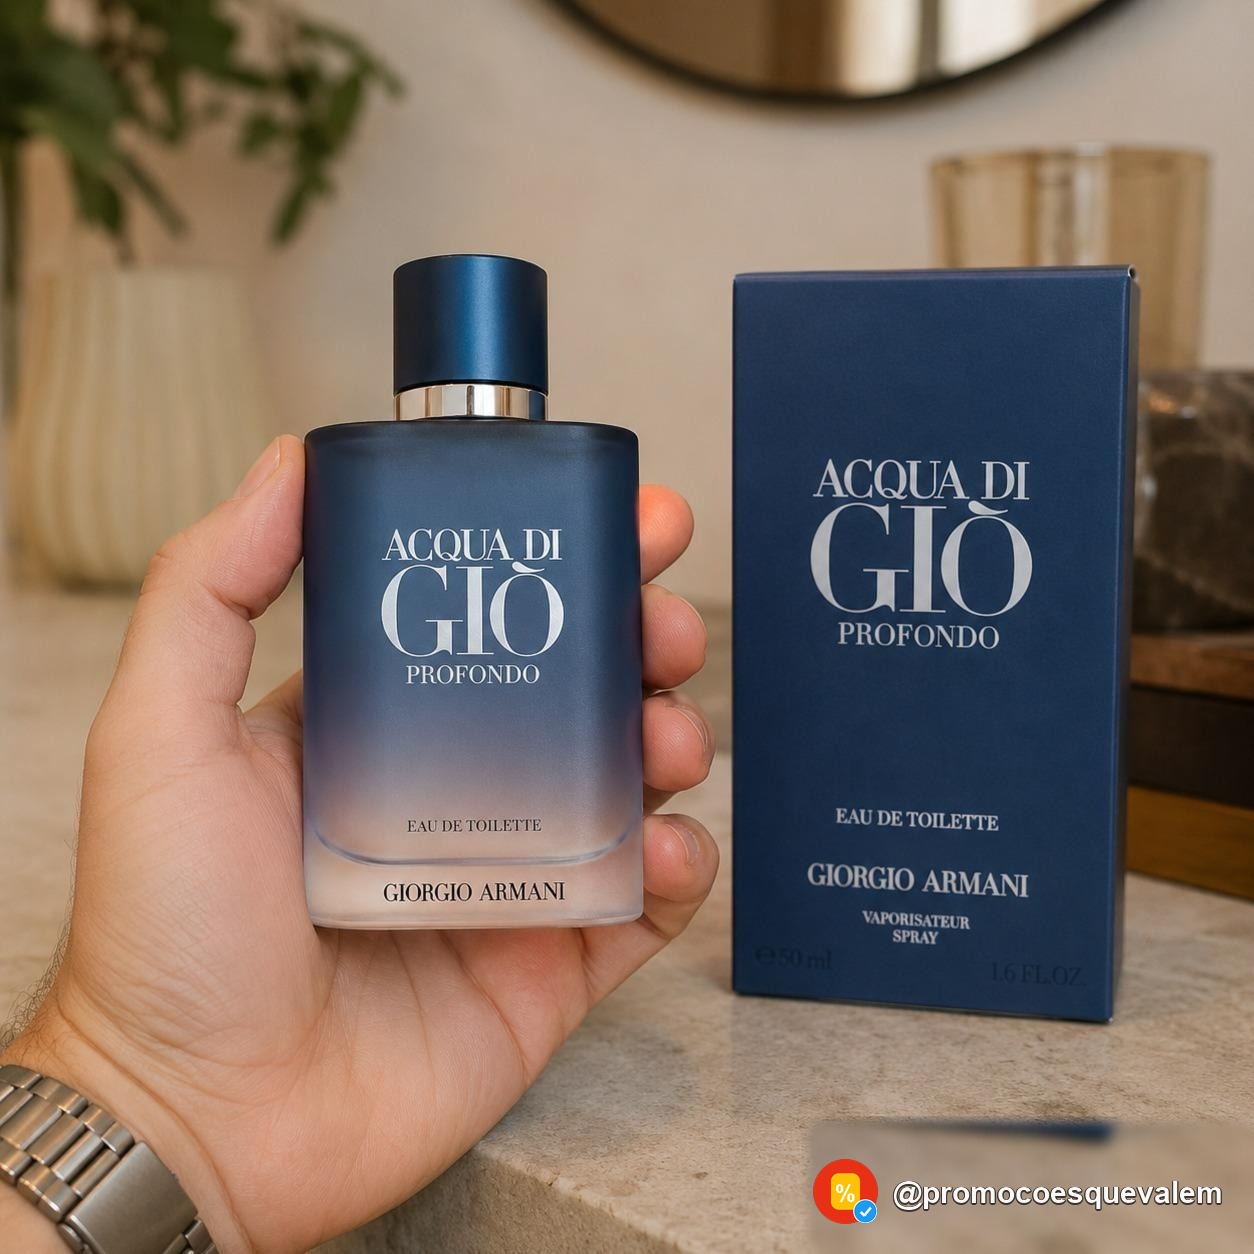 ACQUA DI
GIÒ
PROFONDO
EAU DE TOILETTE
GIORGIO ARMANI
ACQUA DI
GIÒ
PROFONDO
EAU DE TOILETTE
GIORGIO ARMANI
VAPORISATEUR
SPRAY
℮50 ml
1.6 FL.OZ.
%
@promocoesquevalem